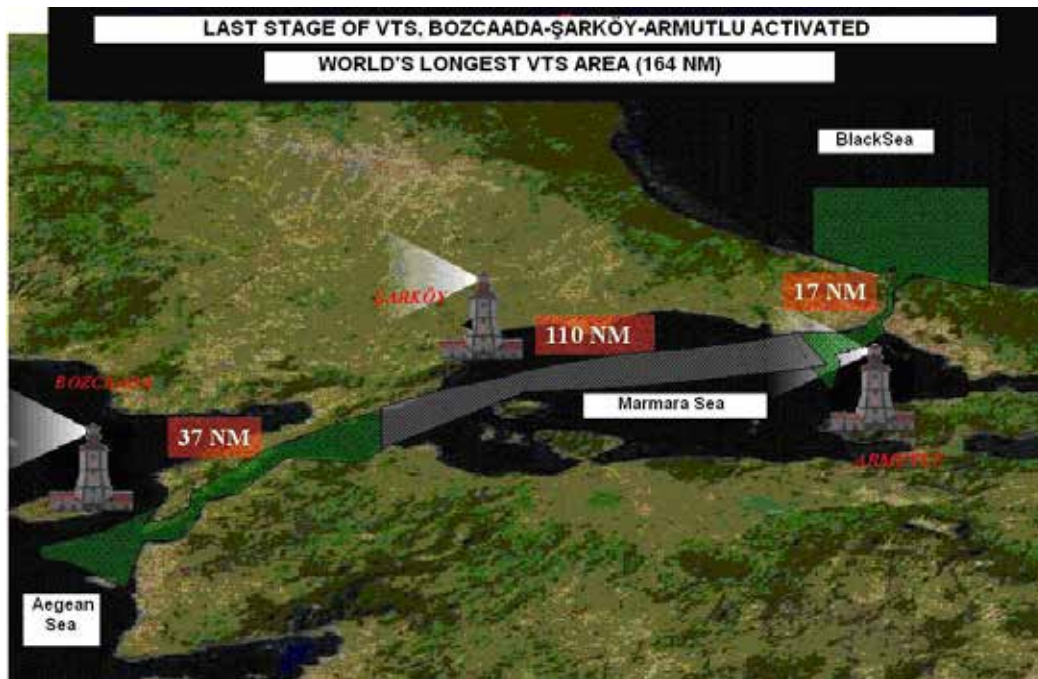 LAST STAGE OF VTS, BOZCAADA-ŞARKÖY-ARMUTLU ACTIVATED
WORLD'S LONGEST VTS AREA (164 NM)
BlackSea
17 NM
ŞARKÖY
110 NM
BOZCAADA
Marmara Sea
37 NM
ARMUTLU
Aegean
Sea